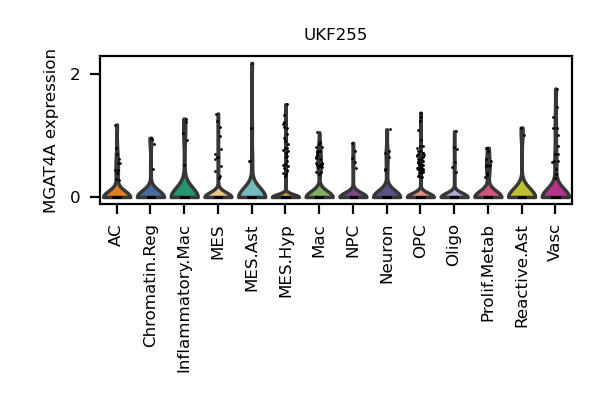 UKF255
MGAT4A expression
2
0
AC
Chromatin.Reg
Inflammatory.Mac
MES
MES.Ast
MES.Hyp
Mac
NPC
Neuron
OPC
Oligo
Prolif.Metab
Reactive.Ast
Vasc